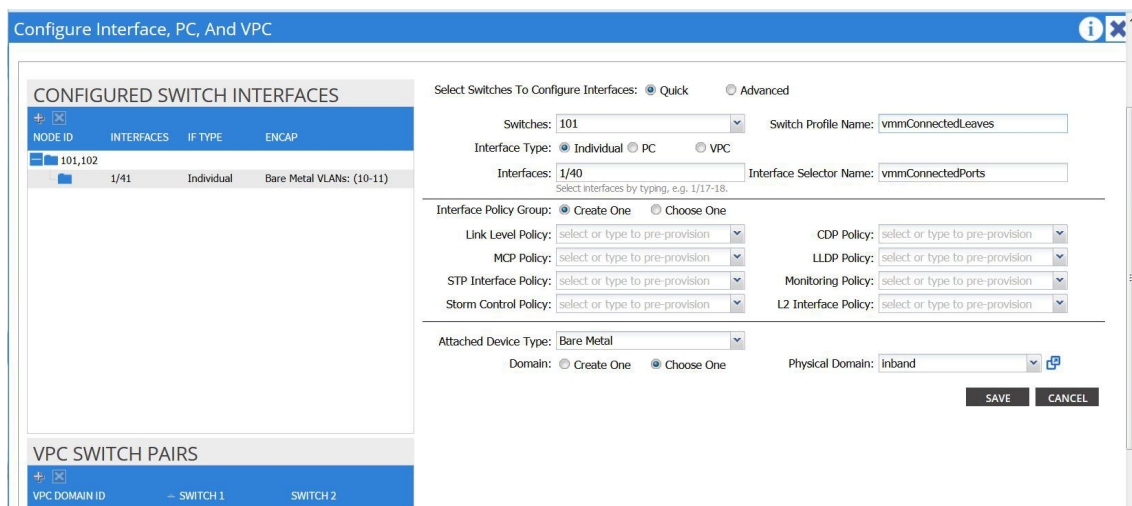 Configure Interface, PC, And VPC
i
CONFIGURED SWITCH INTERFACES
NODE ID INTERFACES IF TYPE ENCAP
101,102
1/41 Individual Bare Metal VLANs: (10-11)
VPC SWITCH PAIRS
VPC DOMAIN ID SWITCH 1 SWITCH 2
Select Switches To Configure Interfaces: Quick Advanced
Switches: 101 Switch Profile Name: vmmConnectedLeaves
Interface Type: Individual PC VPC
Interfaces: 1/40 Interface Selector Name: vmmConnectedPorts
Select interfaces by typing, e.g. 1/17-18.
Interface Policy Group: Create One Choose One
Link Level Policy: select or type to pre-provision CDP Policy: select or type to pre-provision
MCP Policy: select or type to pre-provision LLDP Policy: select or type to pre-provision
STP Interface Policy: select or type to pre-provision Monitoring Policy: select or type to pre-provision
Storm Control Policy: select or type to pre-provision L2 Interface Policy: select or type to pre-provision
Attached Device Type: Bare Metal
Domain: Create One Choose One Physical Domain: inband
SAVE CANCEL